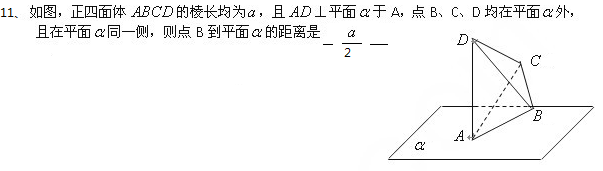 11、 如图，正四面体 ABCD 的棱长均为 a，且 AD⊥平面 α 于 A，点 B、C、D 均在平面 α 外，
且在平面 α 同一侧，则点 B 到平面 α 的距离是 a/2
D
C
B
A
α